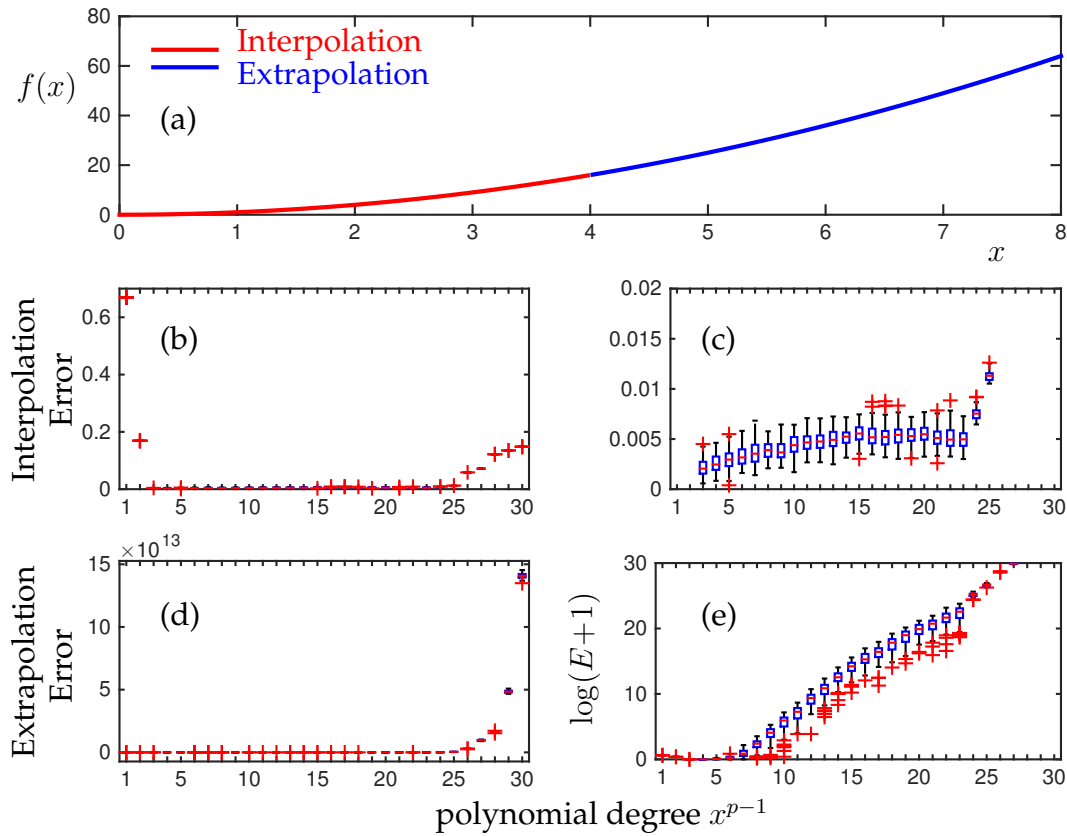 80
60
40
20
0
f(x)
Interpolation
Extrapolation
(a)
0 1 2 3 4 5 6 7 8
x
Interpolation
Error
0.6
0.4
0.2
0
(b)
1 5 10 15 20 25 30
0.02
0.015
0.01
0.005
0
(c)
1 5 10 15 20 25 30
Extrapolation
Error
×10^13
15
10
5
0
(d)
1 5 10 15 20 25 30
log(E+1)
30
20
10
0
(e)
1 5 10 15 20 25 30
polynomial degree x^{p−1}